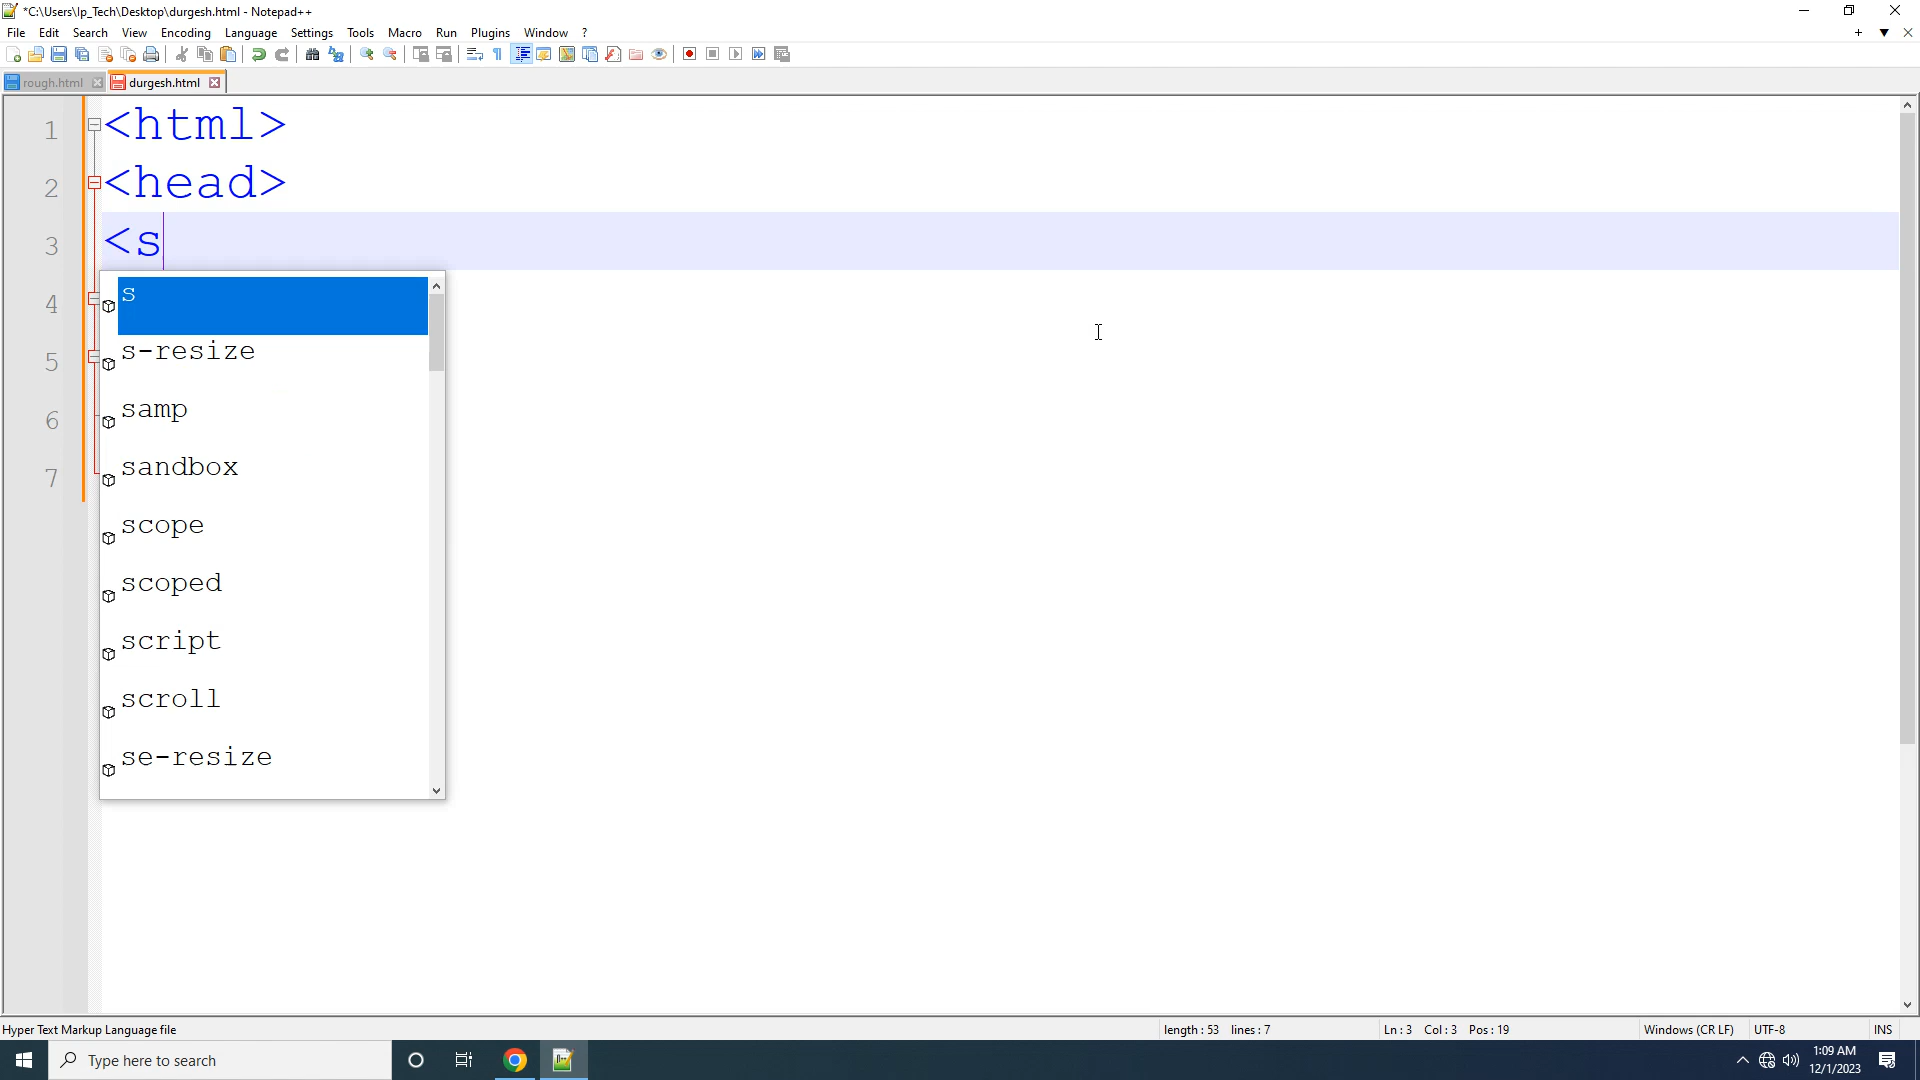 *C:\Users\lp_Tech\Desktop\durgesh.html - Notepad++
File Edit Search View Encoding Language Settings Tools Macro Run Plugins Window ?
rough.html durgesh.html
1 <html>
2 <head>
3 <s
4
5
6
7
s
s-resize
samp
sandbox
scope
scoped
script
scroll
se-resize
Hyper Text Markup Language file length : 53 lines : 7 Ln : 3 Col : 3 Pos : 19 Windows (CR LF) UTF-8 INS
Type here to search
1:09 AM
12/1/2023